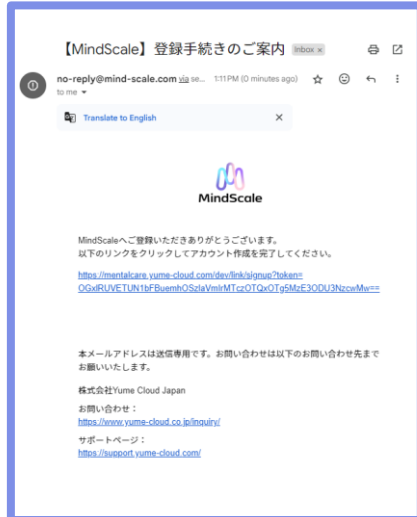 【MindScale】登録手続きのご案内 Inbox ×
no-reply@mind-scale.com via se... 1:11 PM (0 minutes ago)
to me
Translate to English ×
MindScale
MindScaleへご登録いただきありがとうございます。
以下のリンクをクリックしてアカウント作成を完了してください。
https://mentalcare.yume-cloud.com/dev/link/signup?token=
本メールアドレスは送信専用です。お問い合わせは以下のお問い合わせ先まで
お願いいたします。
株式会社Yume Cloud Japan
お問い合わせ：
https://www.yume-cloud.co.jp/inquiry/
サポートページ：
https://support.yume-cloud.com/